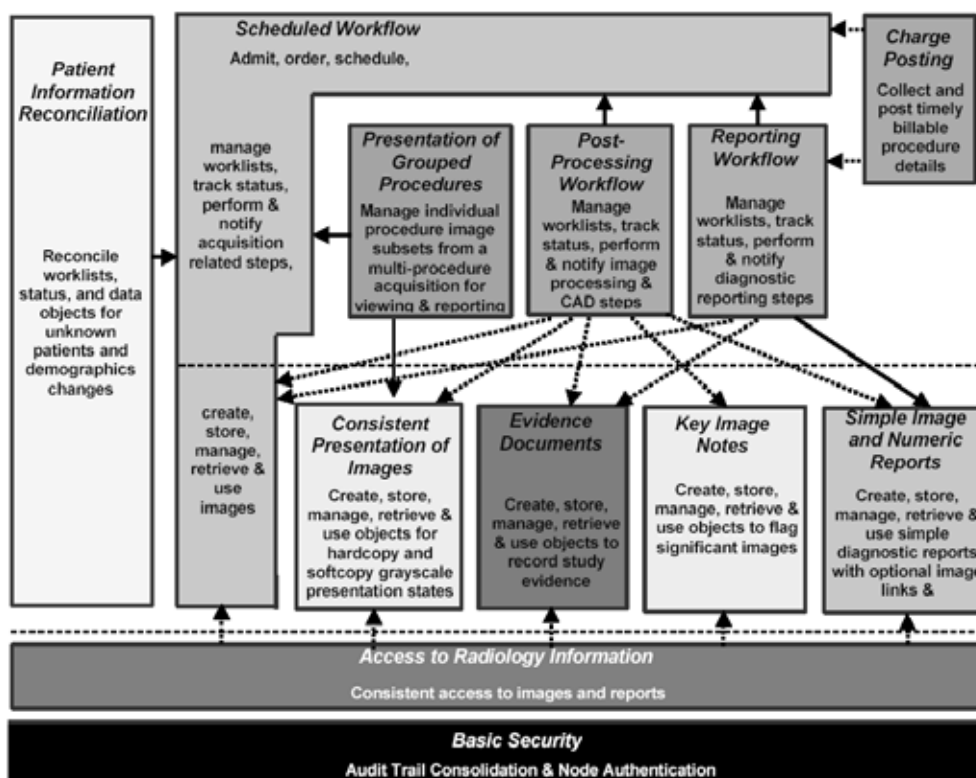 Patient
Information
Reconciliation
Reconcile worklists,
status, and data
objects for
unknown
patients and
demographics
changes
Scheduled Workflow
Admit, order, schedule,
manage
worklists,
track status,
perform &
notify
acquisition
related steps,
create,
store,
manage,
retrieve &
use
images
Charge
Posting
Collect and
post timely
billable
procedure
details
Presentation of
Grouped
Procedures
Manage individual
procedure image
subsets from a
multi-procedure
acquisition for
viewing & reporting
Post-
Processing
Workflow
Manage
worklists, track
status, perform
& notify image
processing &
CAD steps
Reporting
Workflow
Manage
worklists, track
status, perform
& notify
diagnostic
reporting steps
Consistent
Presentation of
Images
Create, store,
manage, retrieve &
use objects for
hardcopy and
softcopy grayscale
presentation states
Evidence
Documents
Create, store,
manage, retrieve
& use objects to
record study
evidence
Key Image
Notes
Create, store,
manage, retrieve &
use objects to flag
significant images
Simple Image
and Numeric
Reports
Create, store,
manage, retrieve &
use simple
diagnostic reports
with optional image
links &
Access to Radiology Information
Consistent access to images and reports
Basic Security
Audit Trail Consolidation & Node Authentication